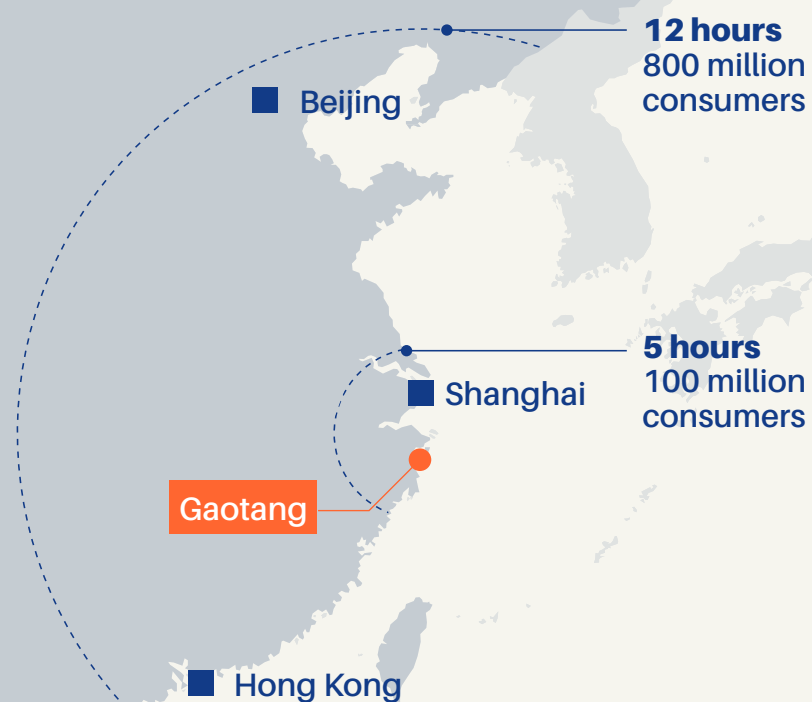 12 hours
800 million
consumers
Beijing
5 hours
100 million
consumers
Shanghai
Gaotang
Hong Kong